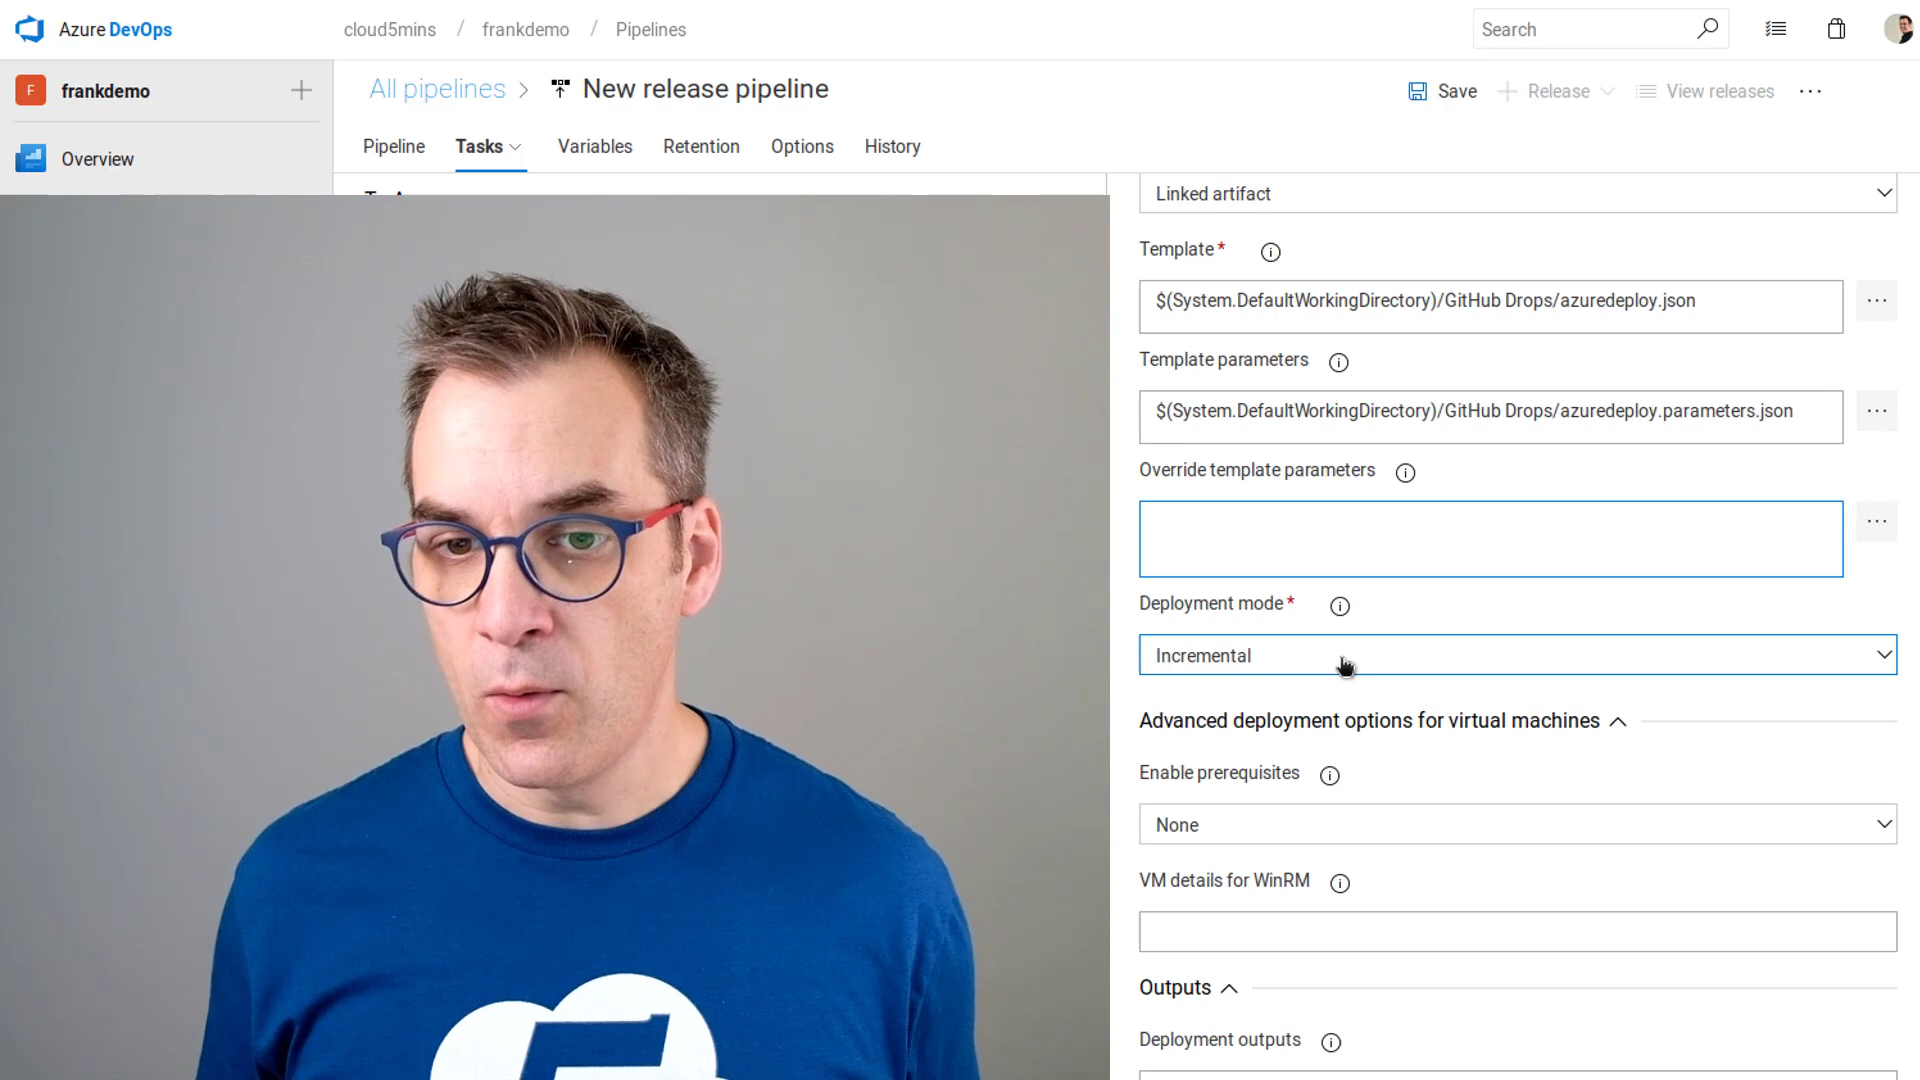 Azure DevOps
cloud5mins / frankdemo / Pipelines
Search
F
frankdemo
All pipelines > New release pipeline
Save
Release
View releases
Overview
Pipeline
Tasks
Variables
Retention
Options
History
Linked artifact
Template *
$(System.DefaultWorkingDirectory)/GitHub Drops/azuredeploy.json
Template parameters
$(System.DefaultWorkingDirectory)/GitHub Drops/azuredeploy.parameters.json
Override template parameters
Deployment mode *
Incremental
Advanced deployment options for virtual machines
Enable prerequisites
None
VM details for WinRM
Outputs
Deployment outputs